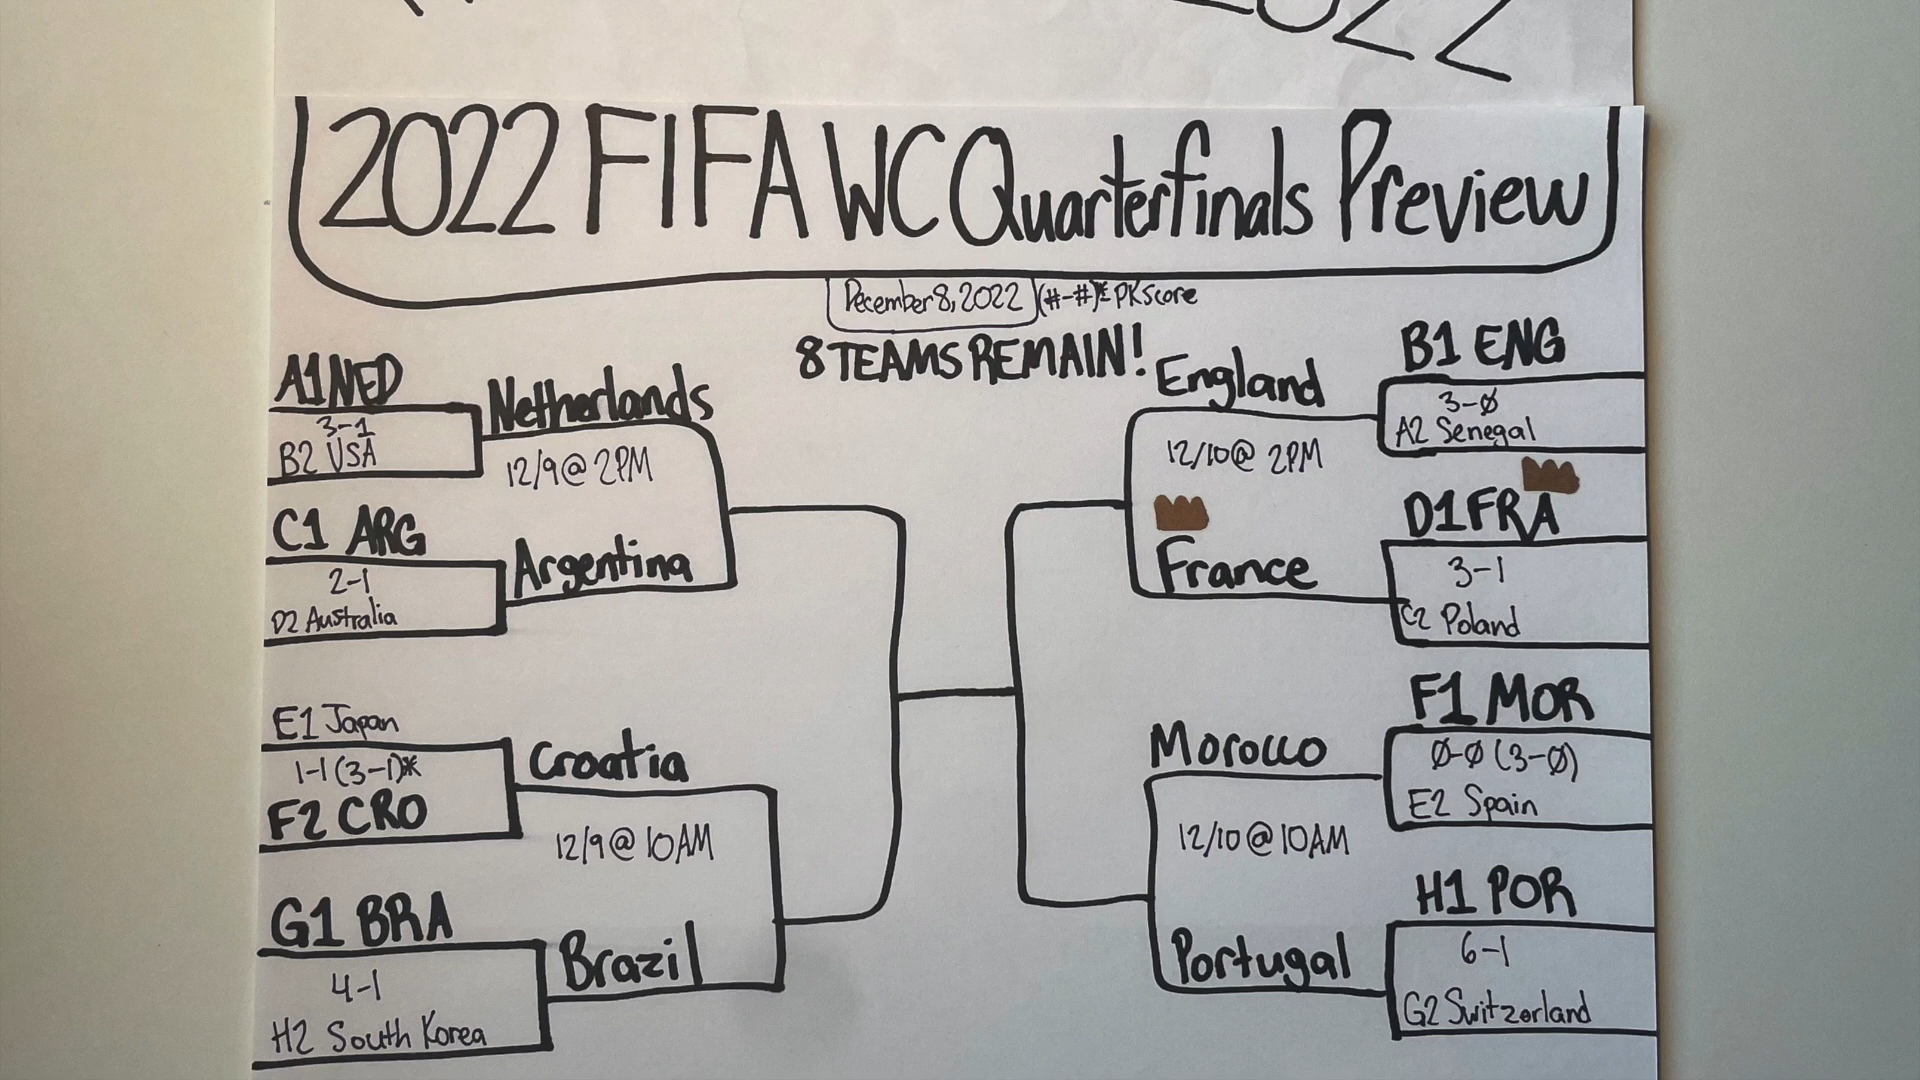 2022
2022 FIFA WC Quarterfinals Preview
December 8, 2022 (#-#)*= PK Score
8 TEAMS REMAIN!
A1 NED
3-1
B2 USA
Netherlands
12/9@ 2PM
C1 ARG
2-1
D2 Australia
Argentina
E1 Japan
1-1 (3-1)*
F2 CRO
Croatia
12/9@ 10AM
G1 BRA
4-1
H2 South Korea
Brazil
England
12/10@ 2PM
France
B1 ENG
3-0
A2 Senegal
D1 FRA
3-1
C2 Poland
Morocco
12/10@10AM
Portugal
F1 MOR
0-0 (3-0)
E2 Spain
H1 POR
6-1
G2 Switzerland